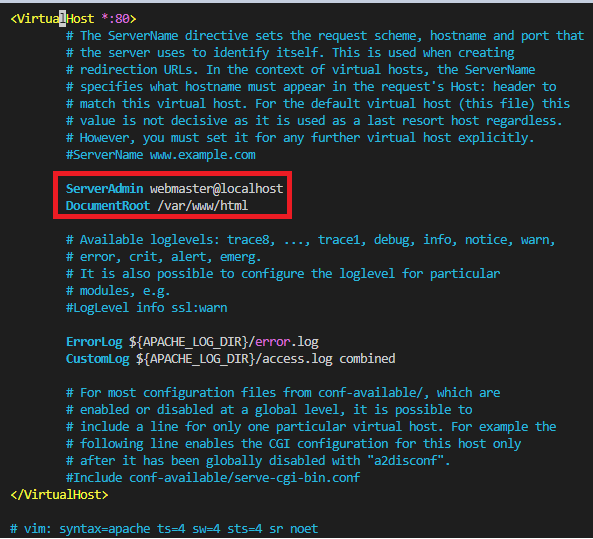 <VirtualHost *:80>
# The ServerName directive sets the request scheme, hostname and port that
# the server uses to identify itself. This is used when creating
# redirection URLs. In the context of virtual hosts, the ServerName
# specifies what hostname must appear in the request's Host: header to
# match this virtual host. For the default virtual host (this file) this
# value is not decisive as it is used as a last resort host regardless.
# However, you must set it for any further virtual host explicitly.
#ServerName www.example.com
ServerAdmin webmaster@localhost
DocumentRoot /var/www/html
# Available loglevels: trace8, ..., trace1, debug, info, notice, warn,
# error, crit, alert, emerg.
# It is also possible to configure the loglevel for particular
# modules, e.g.
#LogLevel info ssl:warn
ErrorLog ${APACHE_LOG_DIR}/error.log
CustomLog ${APACHE_LOG_DIR}/access.log combined
# For most configuration files from conf-available/, which are
# enabled or disabled at a global level, it is possible to
# include a line for only one particular virtual host. For example the
# following line enables the CGI configuration for this host only
# after it has been globally disabled with "a2disconf".
#Include conf-available/serve-cgi-bin.conf
</VirtualHost>
# vim: syntax=apache ts=4 sw=4 sts=4 sr noet